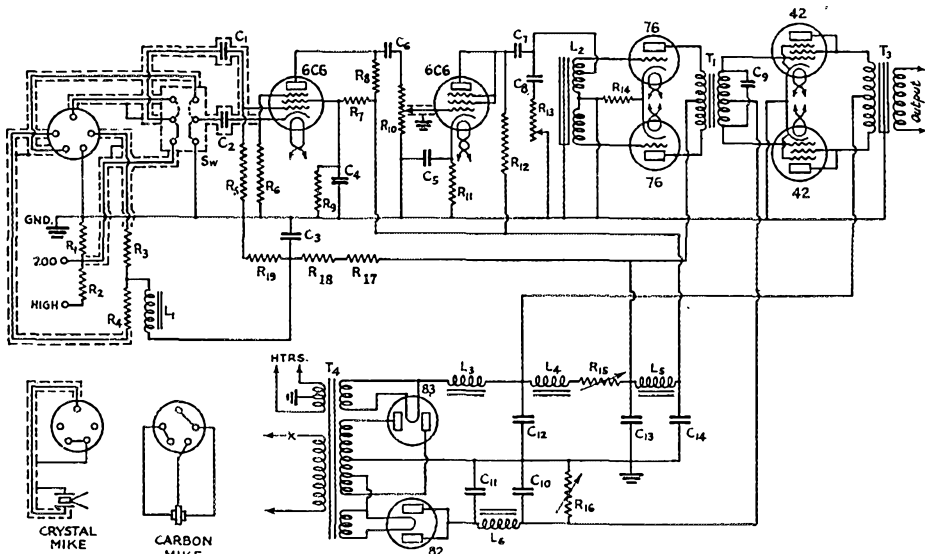 C1
6C6
C6
R8
R7
C2
Sw
R5
R6
R9
C4
R10
6C6
C5
R11
R12
C7
C8
R13
L2
R14
76
76
T1
C9
42
42
T3
Output
GND.
200
HIGH
R1
R2
R3
R4
L1
C3
R19
R18
R17
HTRS.
T4
83
L3
L4
R15
L5
C12
C13
C14
X
C11
C10
R16
L6
82
CRYSTAL
MIKE
CARBON
MIKE